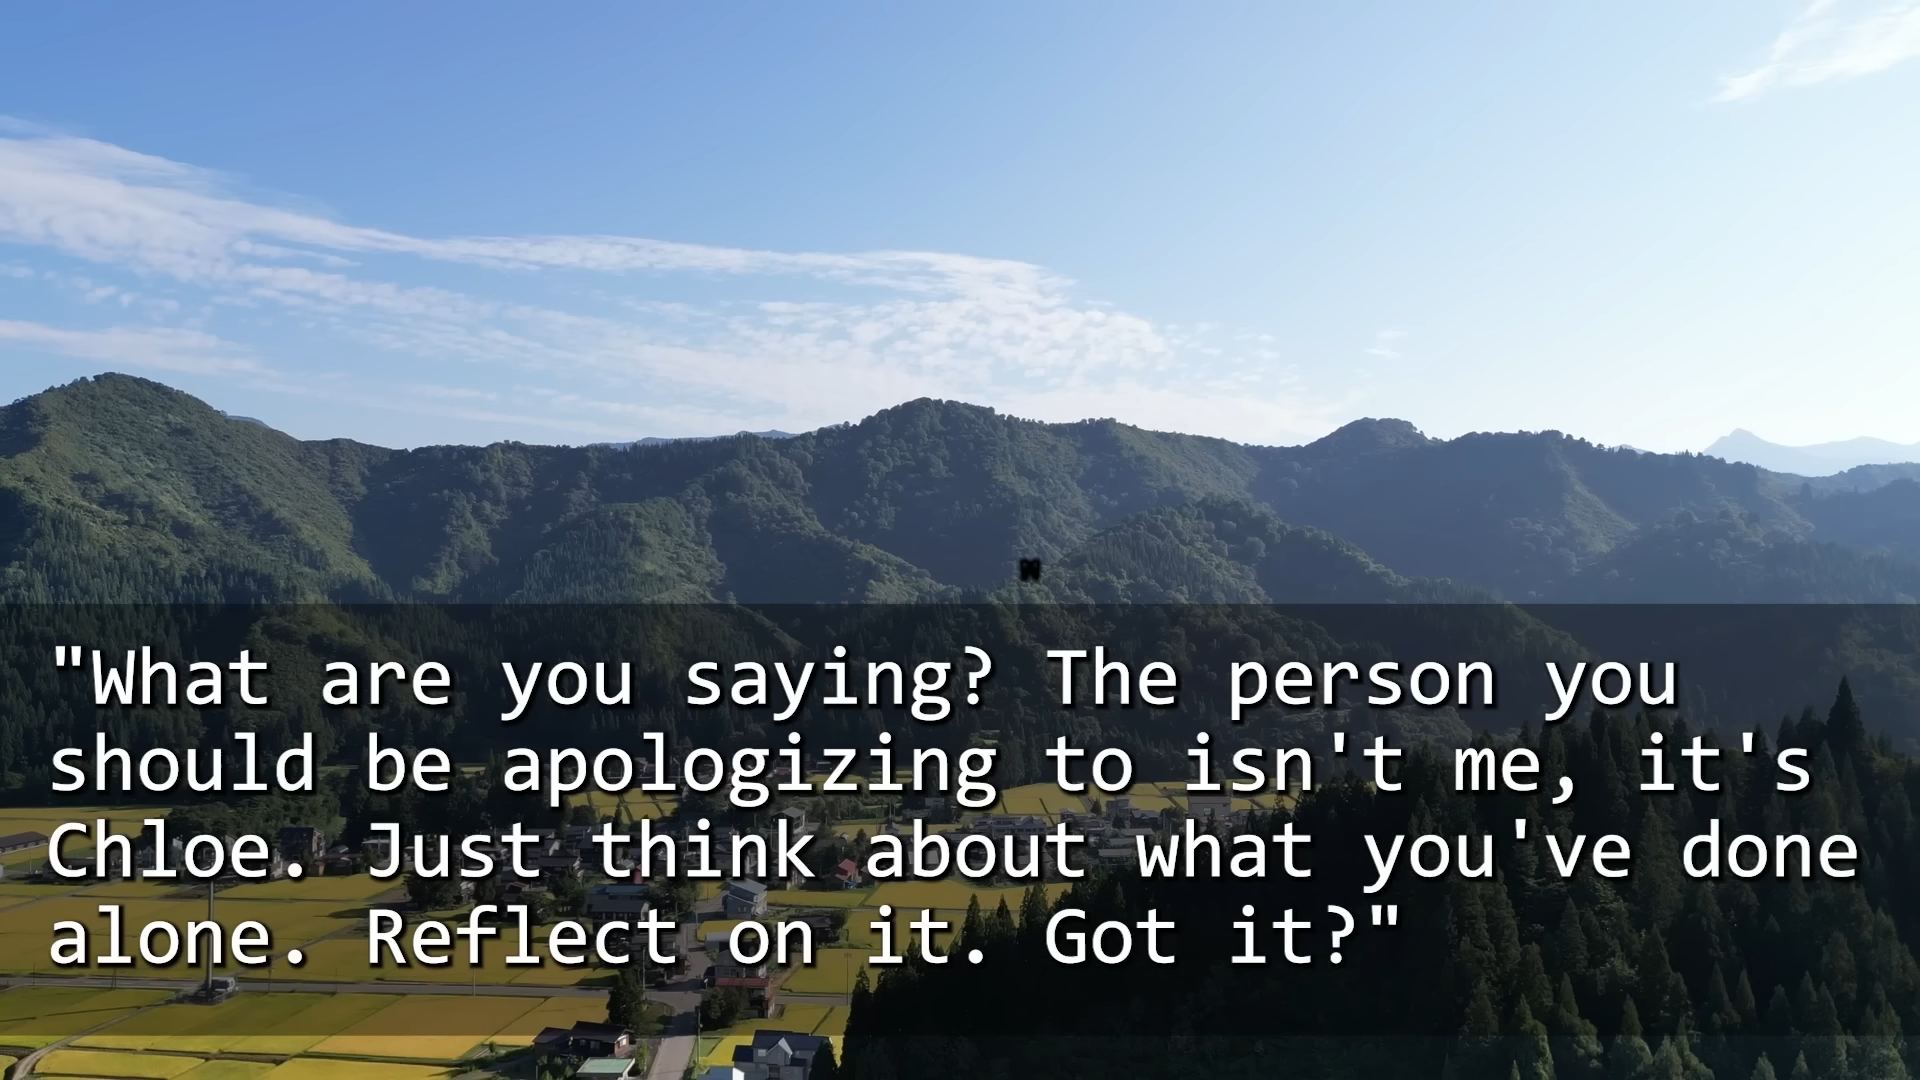 "What are you saying? The person you
should be apologizing to isn't me, it's
Chloe. Just think about what you've done
alone. Reflect on it. Got it?"